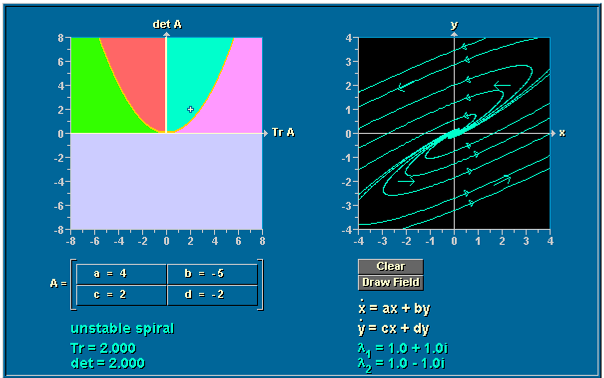 det A
8
6
4
2
0
-2
-4
-6
-8
Tr A
-8 -6 -4 -2 0 2 4 6 8
y
4
3
2
1
0
-1
-2
-3
-4
x
-4 -3 -2 -1 0 1 2 3 4
A =
a = 4 b = -5
c = 2 d = -2
unstable spiral
Tr = 2.000
det = 2.000
Clear
Draw Field
ẋ = ax + by
ẏ = cx + dy
λ₁ = 1.0 + 1.0i
λ₂ = 1.0 - 1.0i